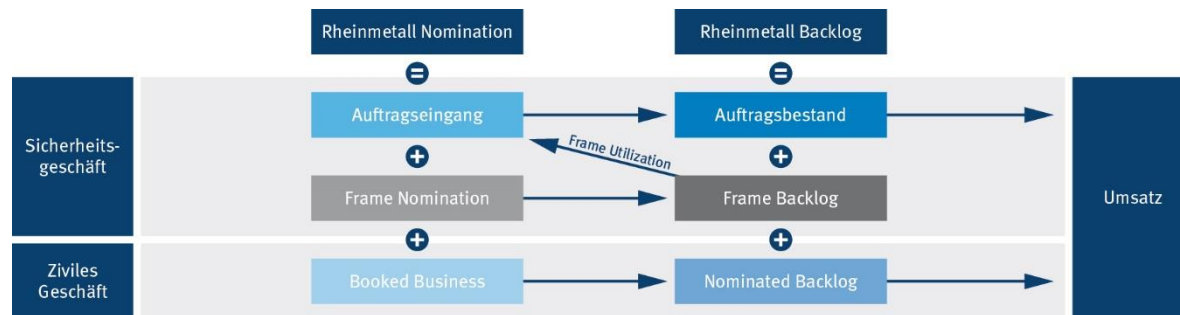 Rheinmetall Nomination
Rheinmetall Backlog
=
=
Sicherheits-
geschäft
Auftragseingang
Auftragsbestand
+
Frame Utilization
+
Frame Nomination
Frame Backlog
Umsatz
+
+
Ziviles
Geschäft
Booked Business
Nominated Backlog